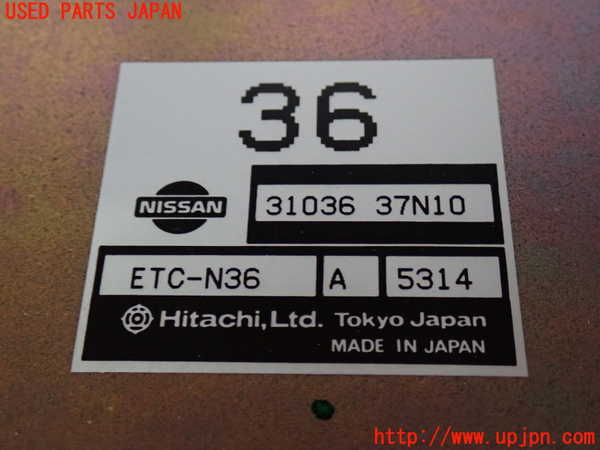 USED PARTS JAPAN
36
NISSAN
31036 37N10
ETC-N36 A 5314
Hitachi, Ltd. Tokyo Japan
MADE IN JAPAN
http://www.upjpn.com/